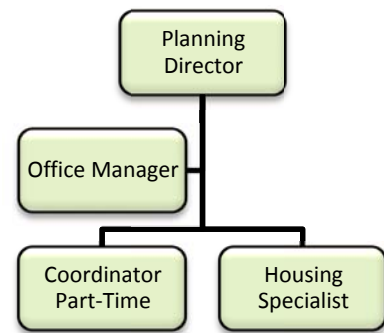 Planning
Director
Office Manager
Coordinator
Part-Time
Housing
Specialist